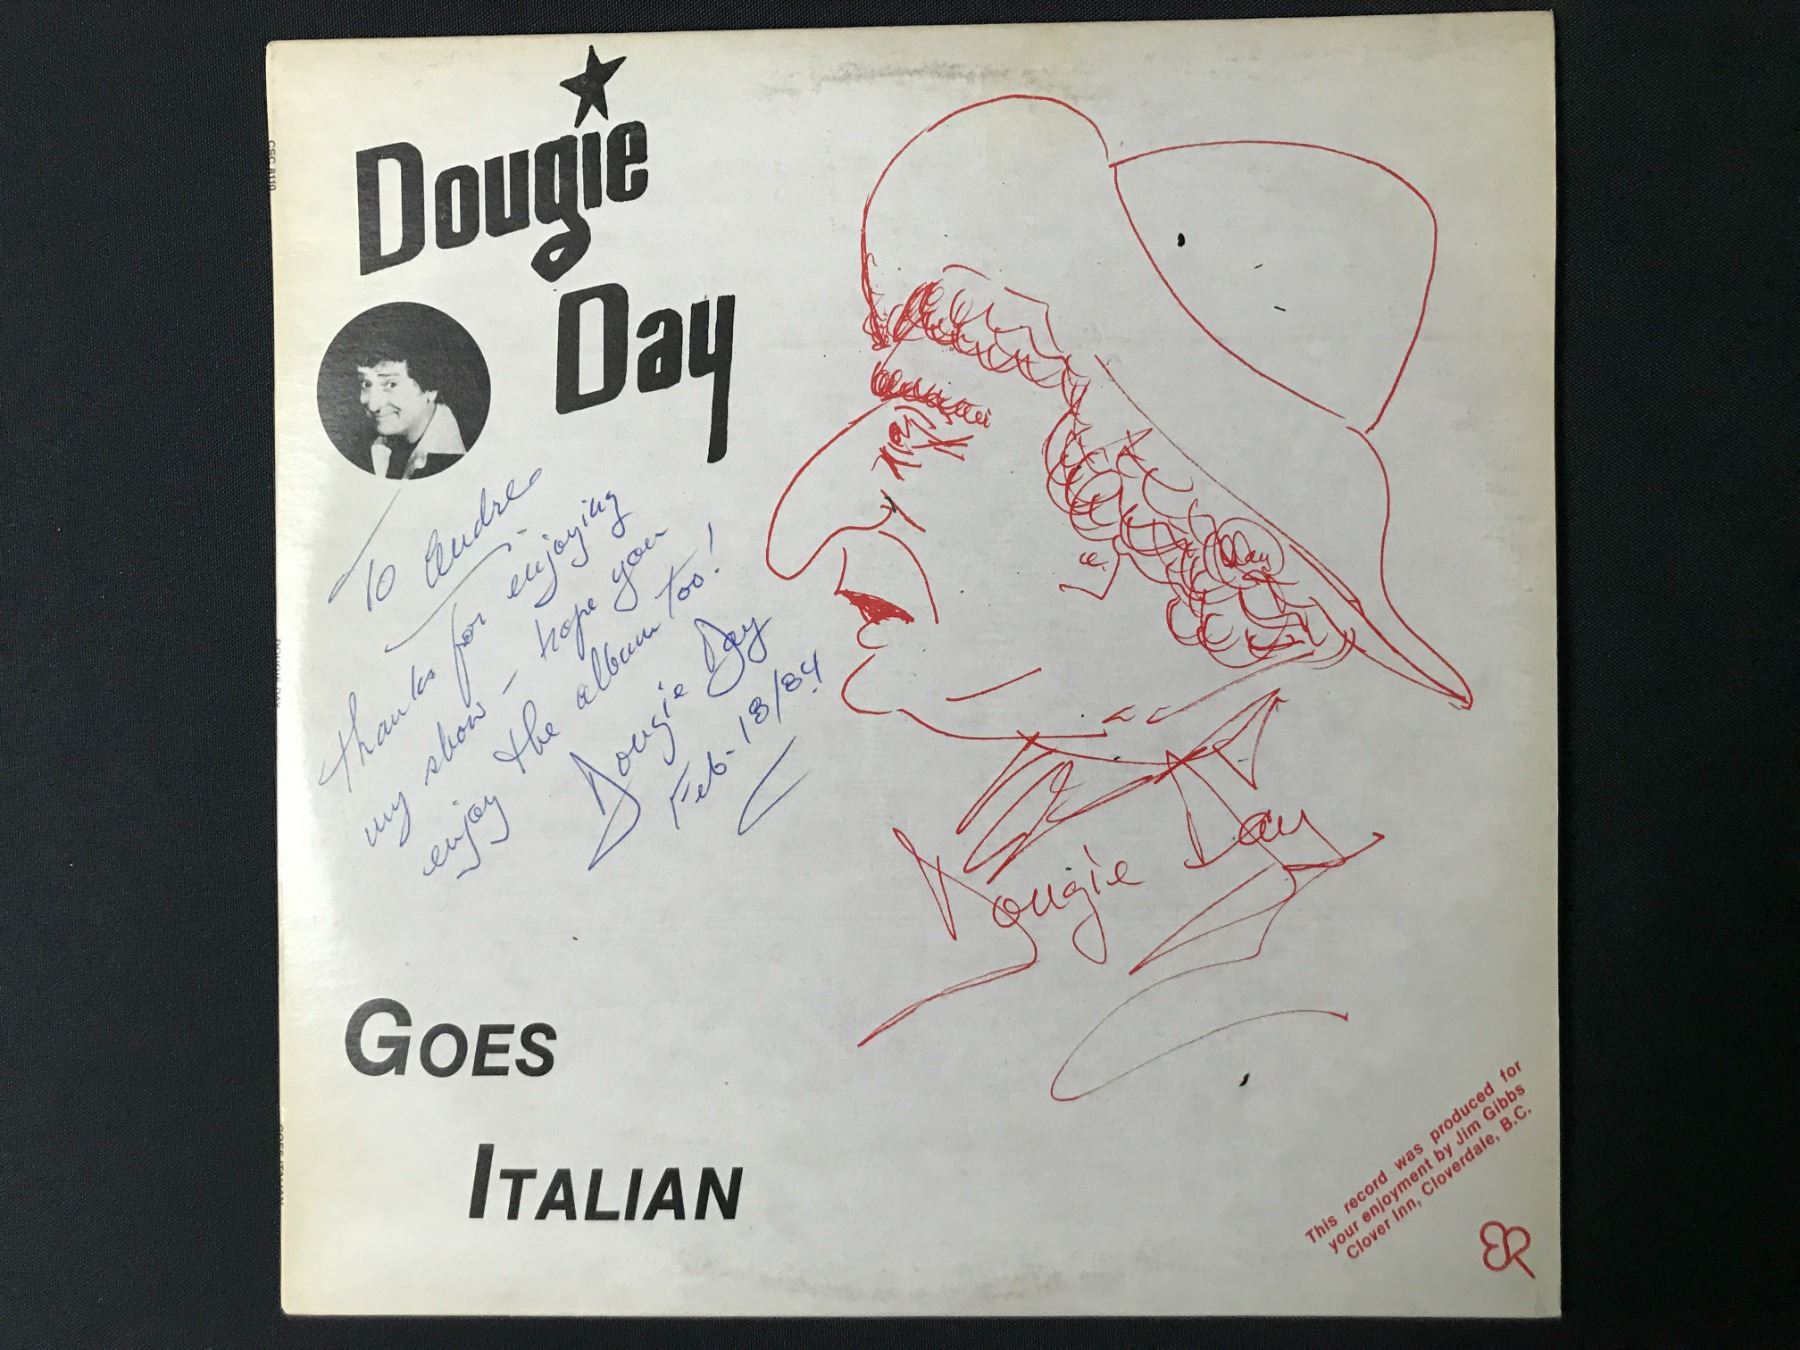 Dougie
Day
To Andrea
thanks for enjoying
my show - hope you
enjoy the album too!
Dougie Day
Feb-18/84
Dougie Day
GOES
ITALIAN
This record was produced for
your enjoyment by Jim Gibbs
Clover Inn, Cloverdale, B.C.